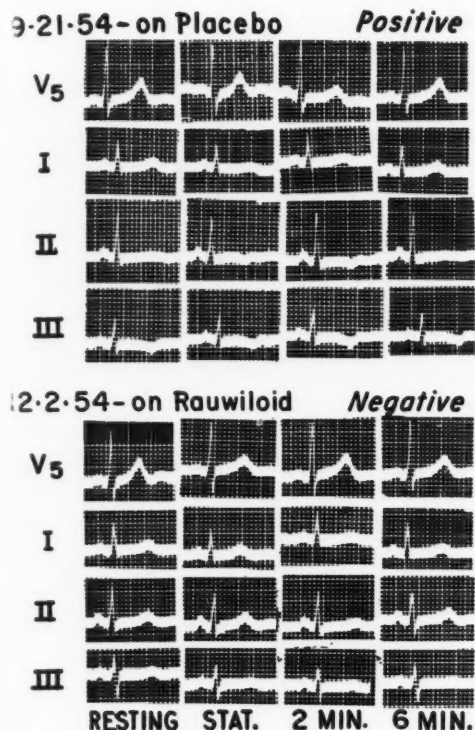 9-21-54-on Placebo Positive
V5
I
II
III
12-2-54-on Rauwiloid Negative
V5
I
II
III
RESTING STAT. 2 MIN. 6 MIN.